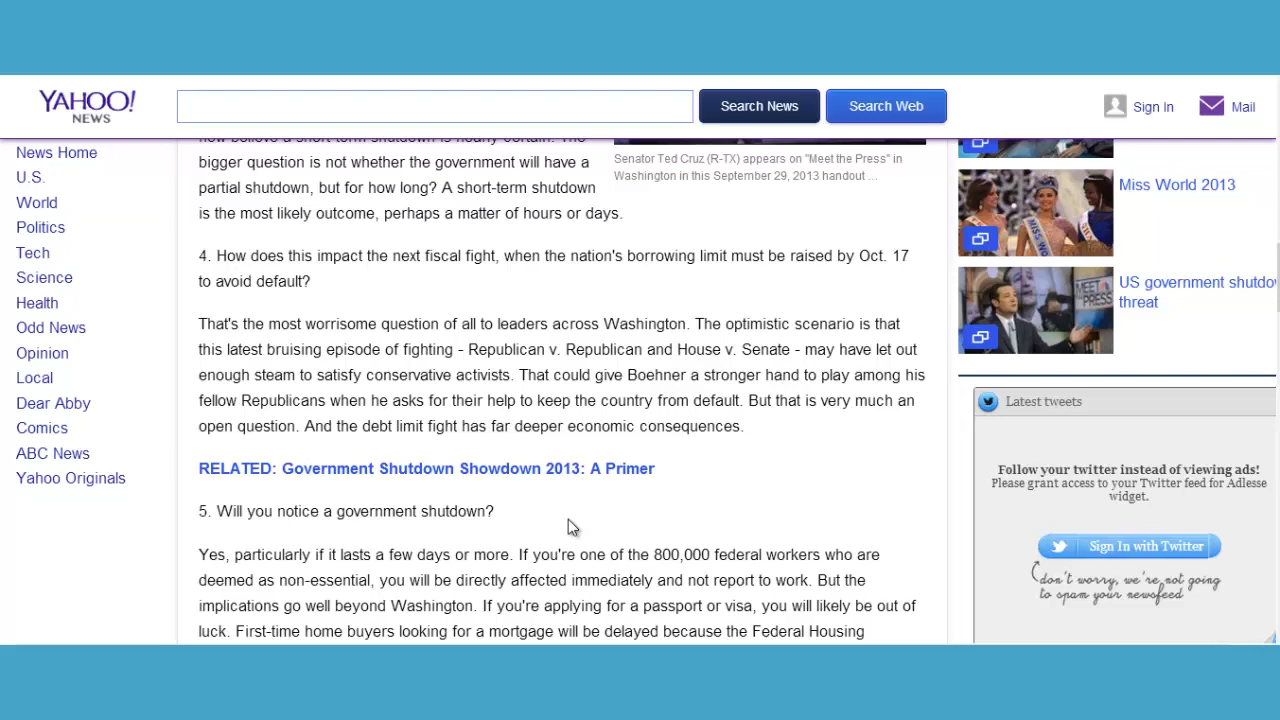 YAHOO!
NEWS
Search News
Search Web
Sign In
Mail
News Home
U.S.
World
Politics
Tech
Science
Health
Odd News
Opinion
Local
Dear Abby
Comics
ABC News
Yahoo Originals
now believe a short-term shutdown is nearly certain. The
bigger question is not whether the government will have a
partial shutdown, but for how long? A short-term shutdown
is the most likely outcome, perhaps a matter of hours or days.
Senator Ted Cruz (R-TX) appears on "Meet the Press" in
Washington in this September 29, 2013 handout ...
4. How does this impact the next fiscal fight, when the nation's borrowing limit must be raised by Oct. 17
to avoid default?
That's the most worrisome question of all to leaders across Washington. The optimistic scenario is that
this latest bruising episode of fighting - Republican v. Republican and House v. Senate - may have let out
enough steam to satisfy conservative activists. That could give Boehner a stronger hand to play among his
fellow Republicans when he asks for their help to keep the country from default. But that is very much an
open question. And the debt limit fight has far deeper economic consequences.
RELATED: Government Shutdown Showdown 2013: A Primer
5. Will you notice a government shutdown?
Yes, particularly if it lasts a few days or more. If you're one of the 800,000 federal workers who are
deemed as non-essential, you will be directly affected immediately and not report to work. But the
implications go well beyond Washington. If you're applying for a passport or visa, you will likely be out of
luck. First-time home buyers looking for a mortgage will be delayed because the Federal Housing
MISS WO
Miss World 2013
MEET
PRESS
US government shutdo
threat
Latest tweets
Follow your twitter instead of viewing ads!
Please grant access to your Twitter feed for Adlesse
widget.
Sign In with Twitter
don't worry, we're not going
to spam your newsfeed